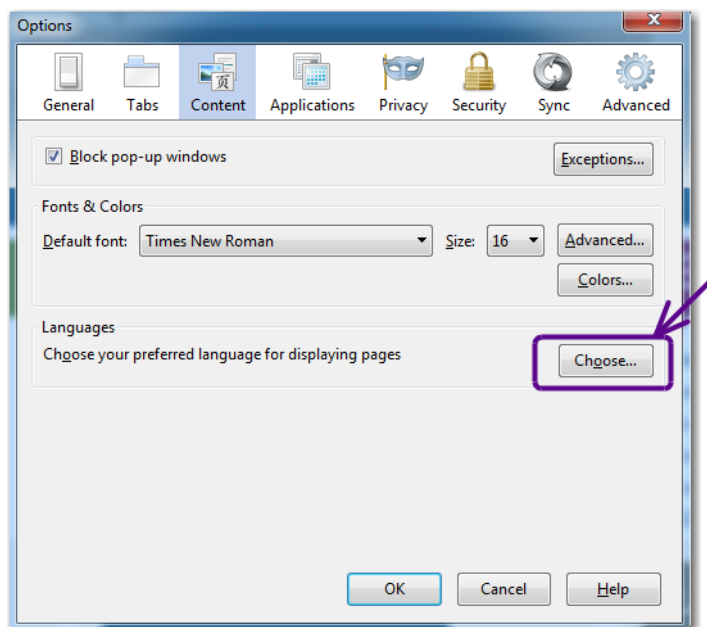 Options
General Tabs Content Applications Privacy Security Sync Advanced
Block pop-up windows Exceptions...
Fonts & Colors
Default font: Times New Roman Size: 16 Advanced...
Colors...
Languages
Choose your preferred language for displaying pages Choose...
OK Cancel Help
页